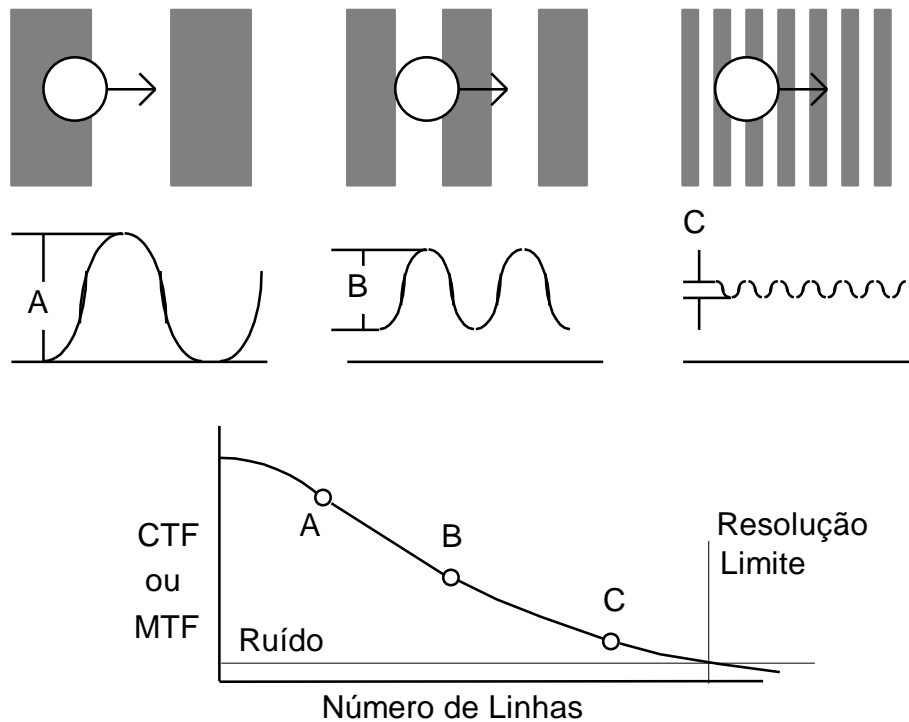 C
A
B
A
B
C
CTF
ou
MTF
Resolução
Limite
Ruído
Número de Linhas